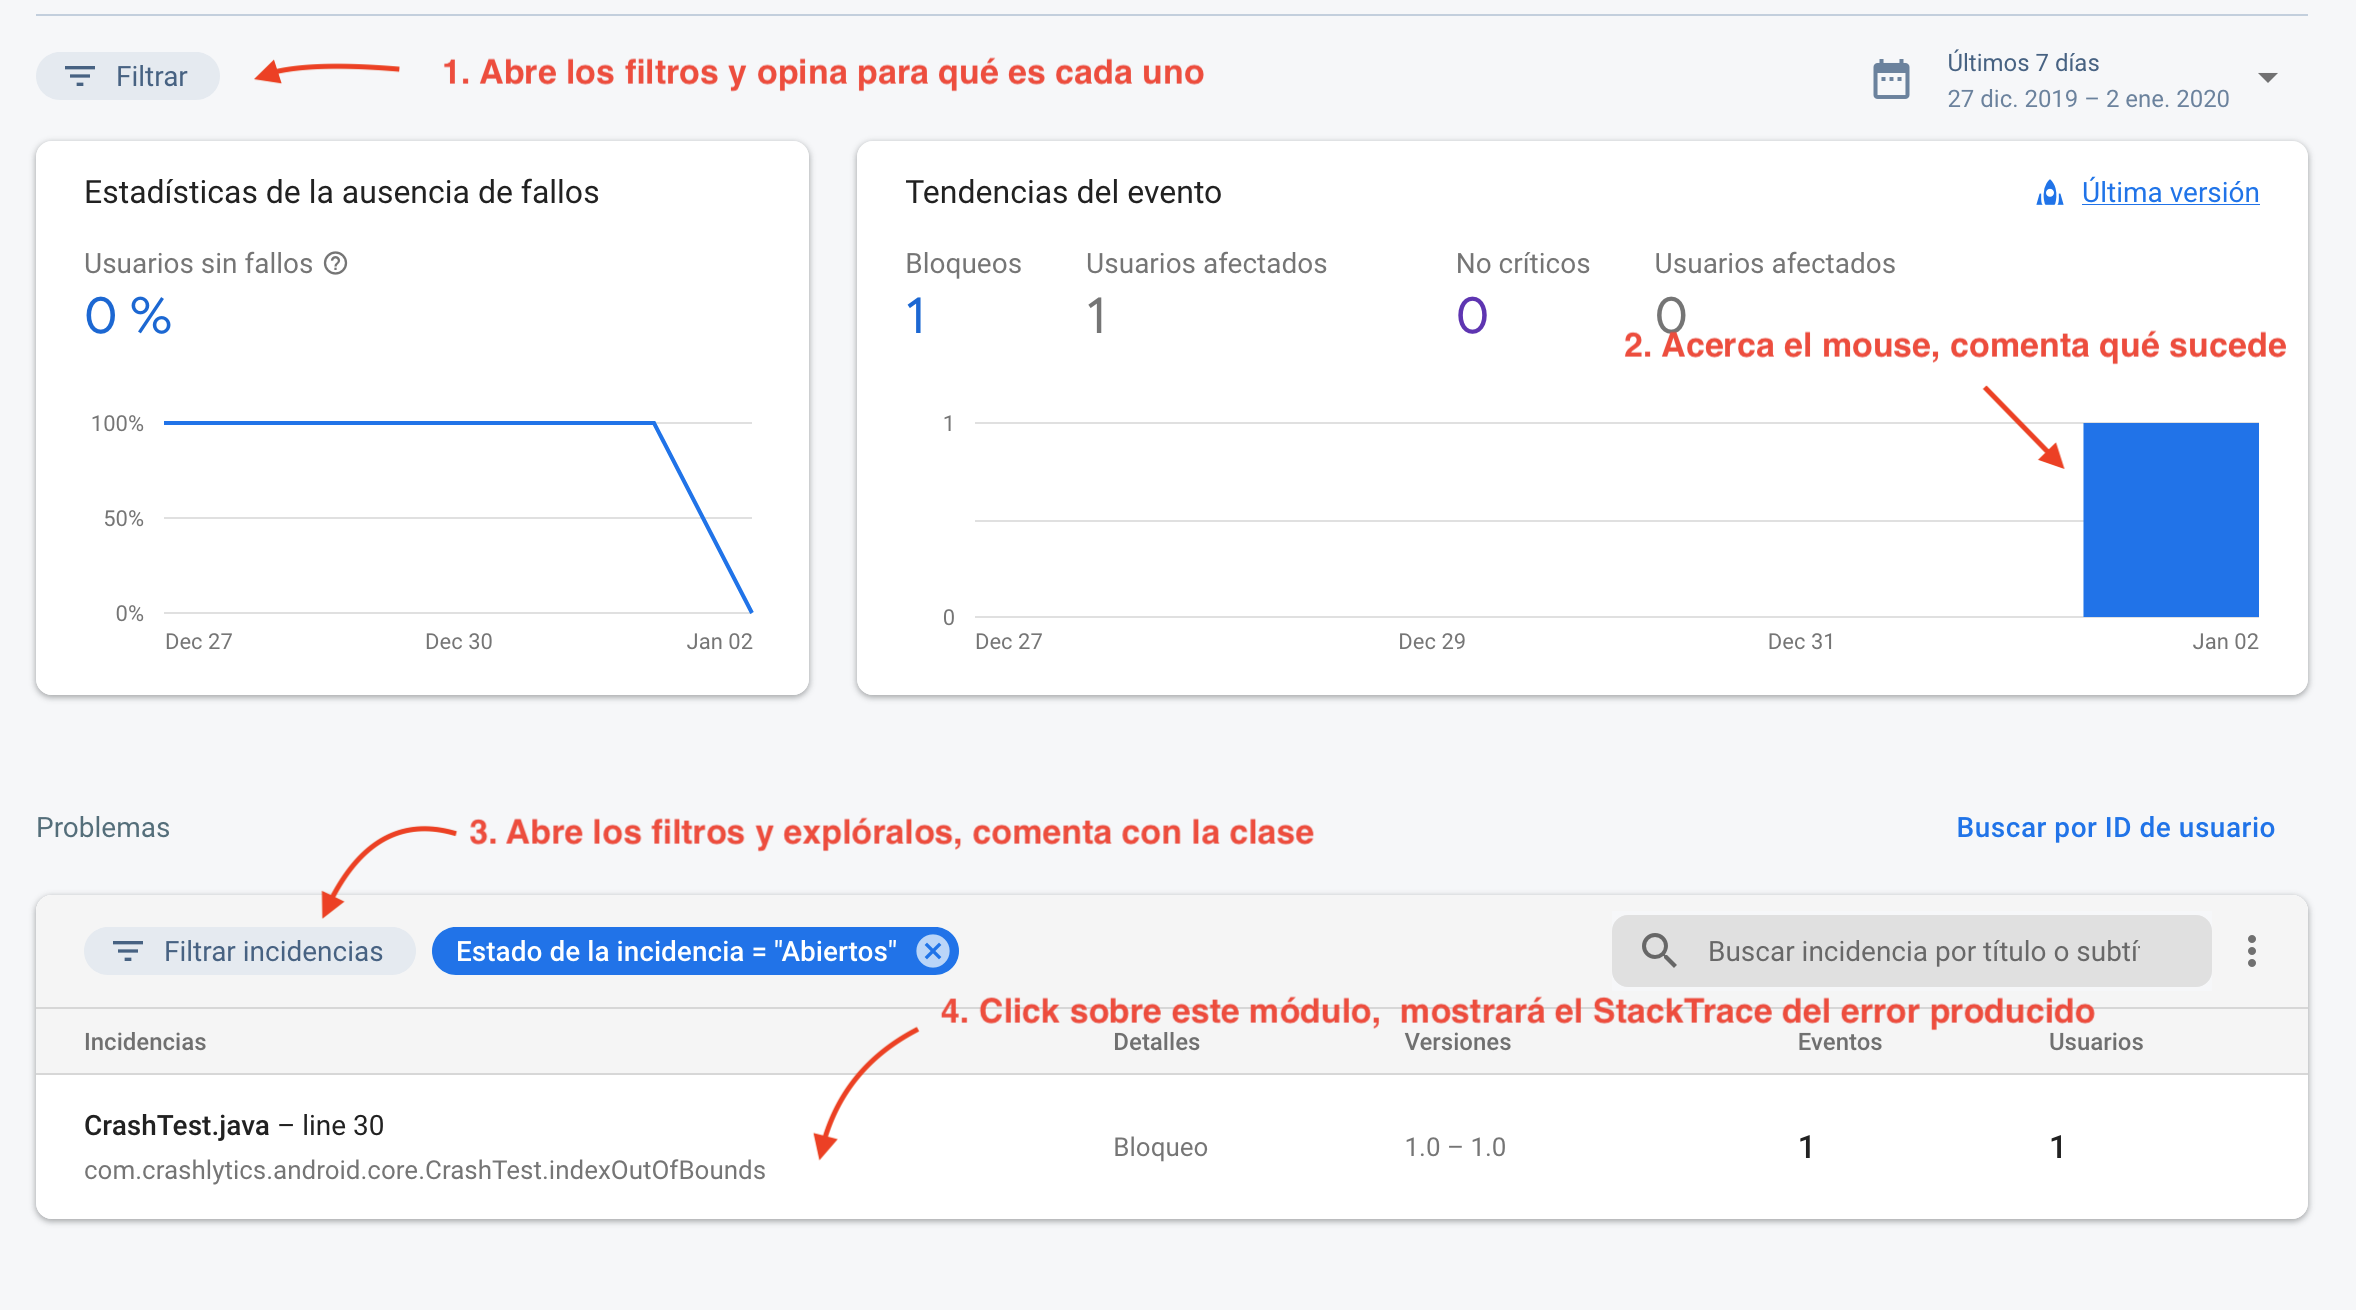 Filtrar
1. Abre los filtros y opina para qué es cada uno
Últimos 7 días
27 dic. 2019 – 2 ene. 2020
Estadísticas de la ausencia de fallos
Usuarios sin fallos
0 %
100%
50%
0%
Dec 27 Dec 30 Jan 02
Tendencias del evento
Última versión
Bloqueos Usuarios afectados No críticos Usuarios afectados
1 1 0 0
2. Acerca el mouse, comenta qué sucede
1
0
Dec 27 Dec 29 Dec 31 Jan 02
Problemas
3. Abre los filtros y explóralos, comenta con la clase
Buscar por ID de usuario
Filtrar incidencias
Estado de la incidencia = "Abiertos"
Buscar incidencia por título o subtí
4. Click sobre este módulo, mostrará el StackTrace del error producido
Incidencias Detalles Versiones Eventos Usuarios
CrashTest.java – line 30
com.crashlytics.android.core.CrashTest.indexOutOfBounds
Bloqueo 1.0 – 1.0 1 1